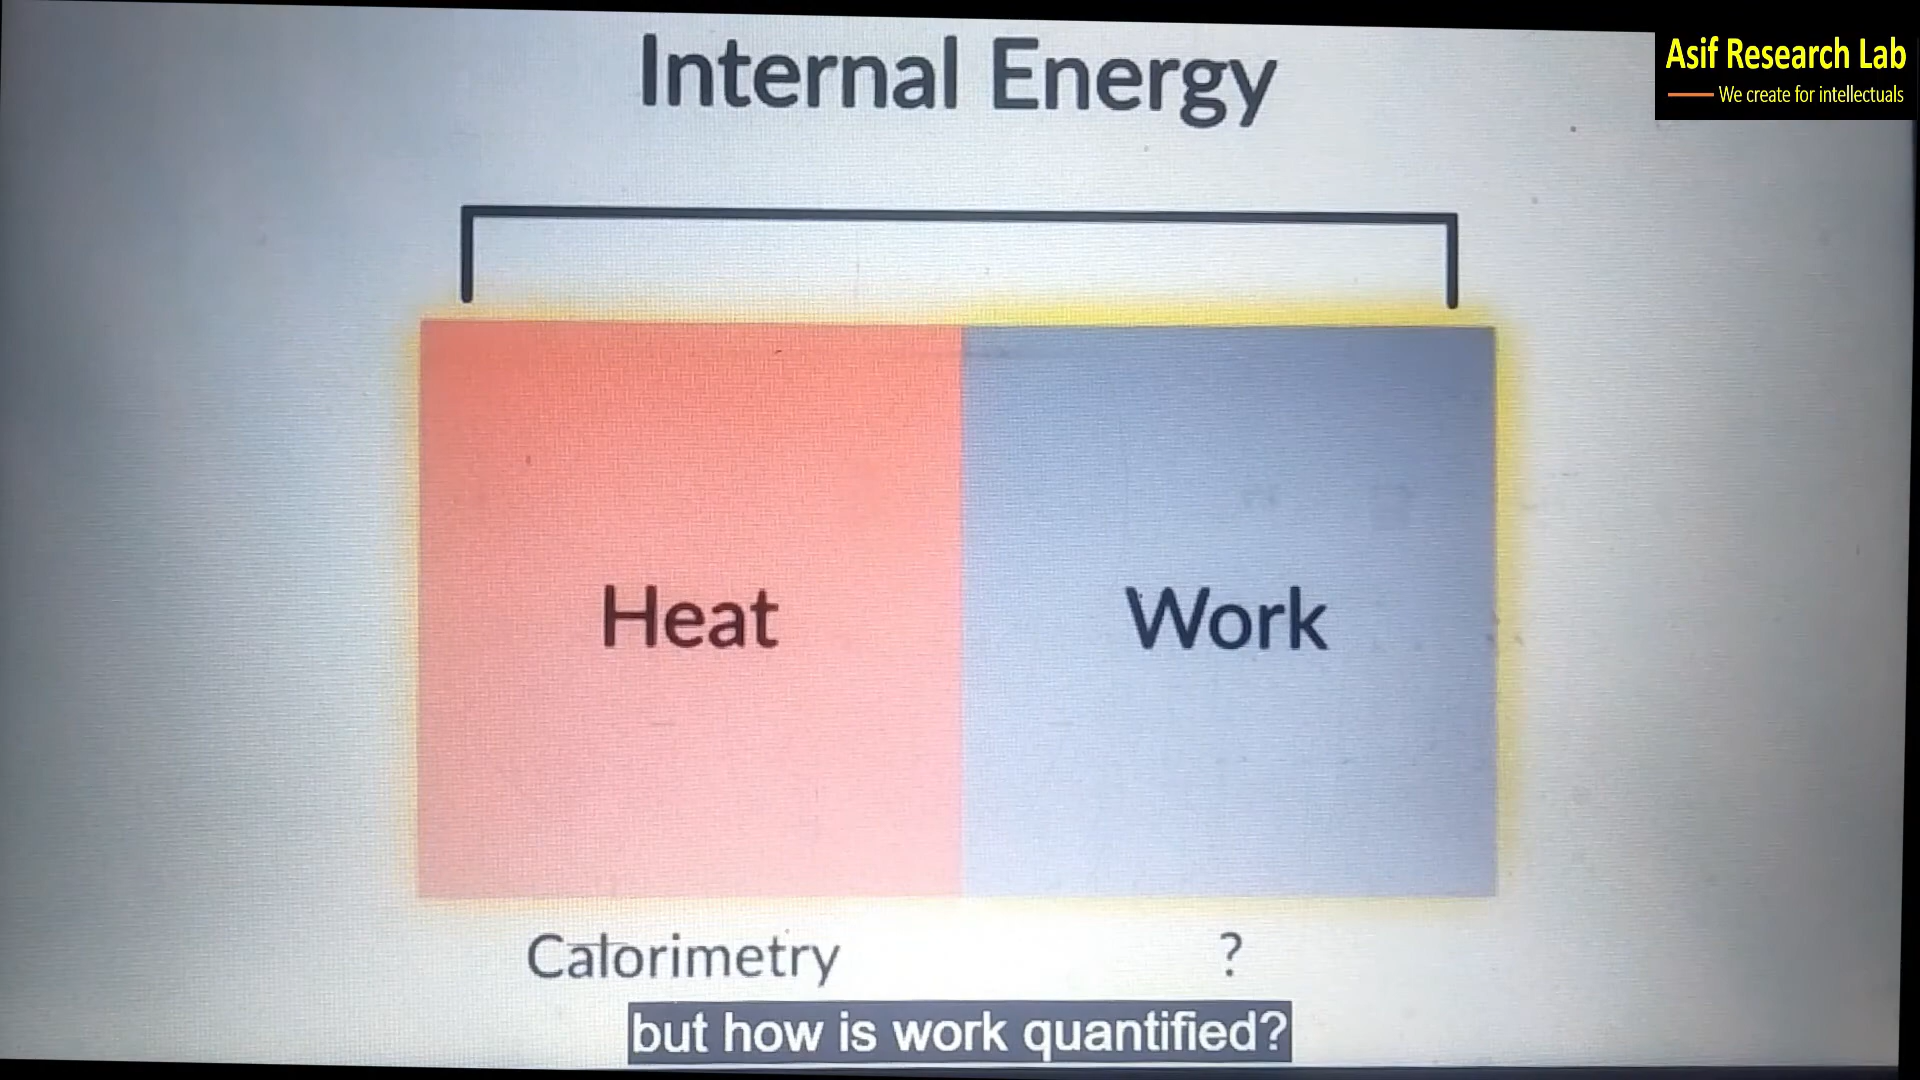 Internal Energy
Asif Research Lab
We create for intellectuals
Heat
Work
Calorimetry
?
but how is work quantified?